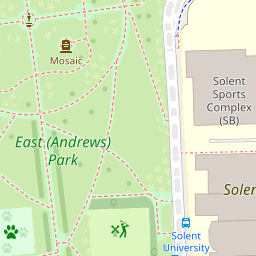 Mosaic
Solent
Sports
Complex
(SB)
East (Andrews)
Park
Solen
Solent
University